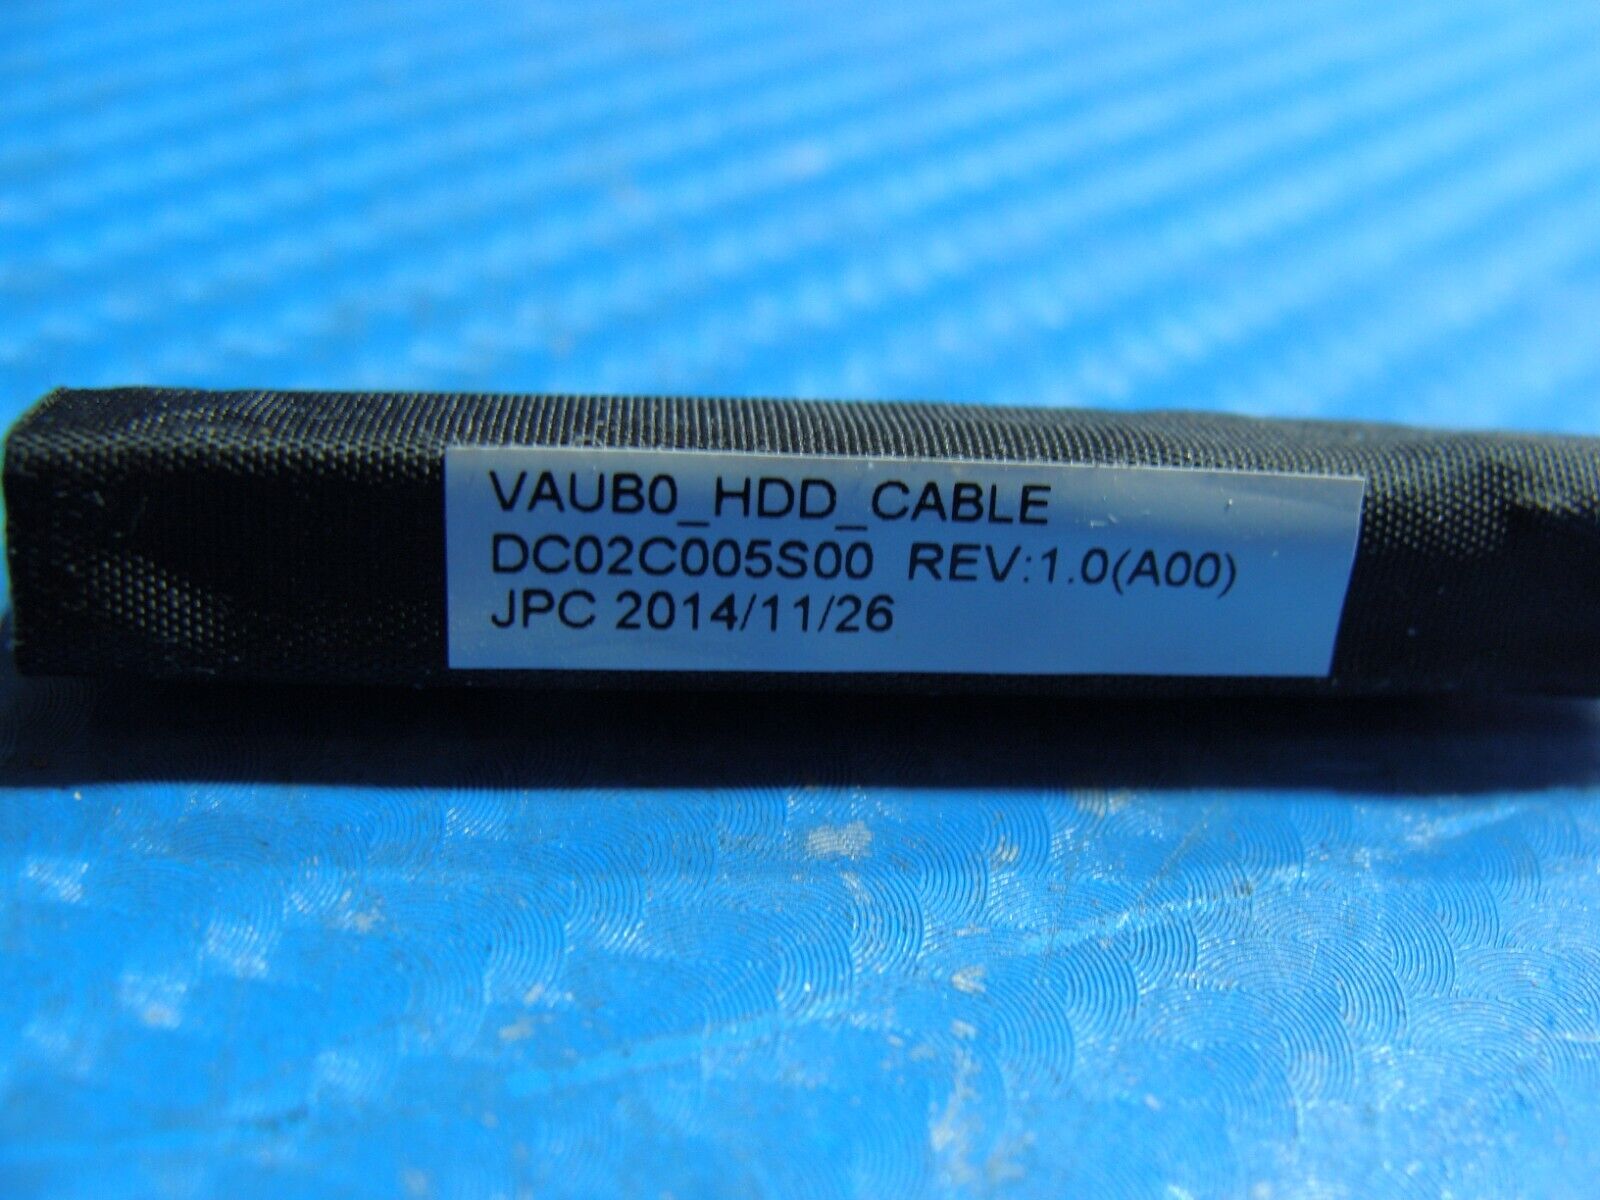 VAUB0_HDD_CABLE
DC02C005S00 REV:1.0(A00)
JPC 2014/11/26